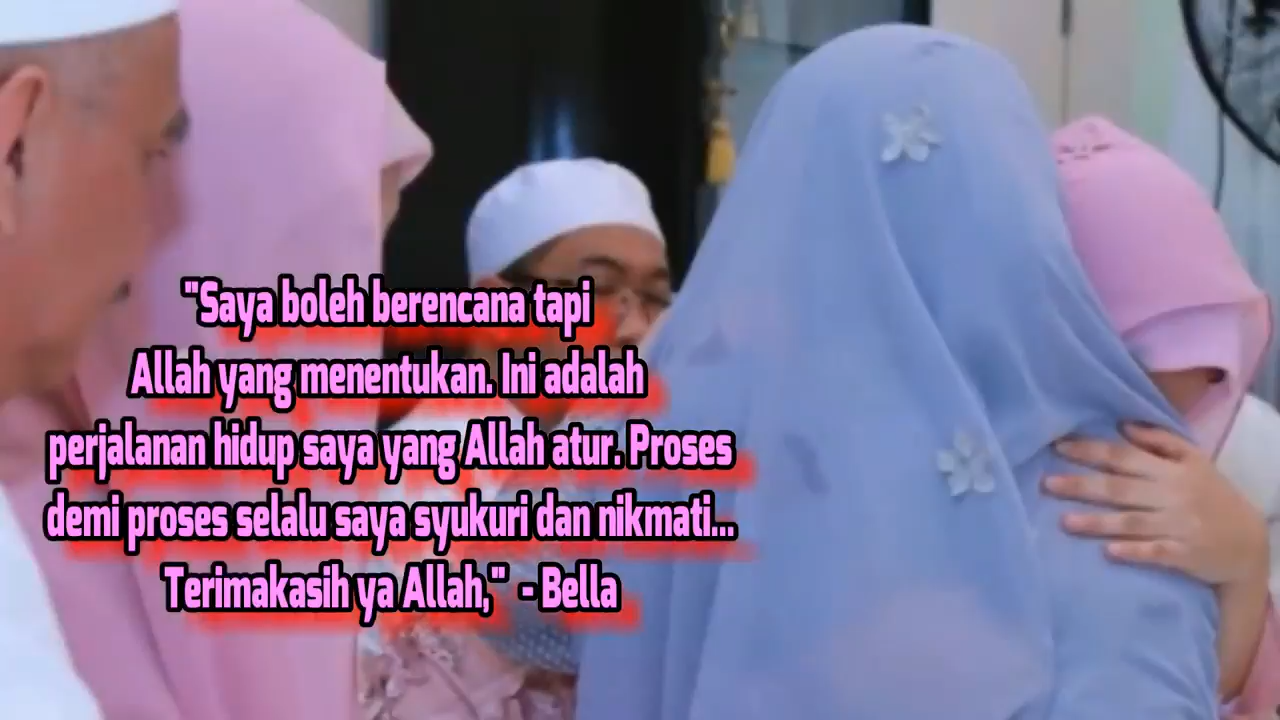 "Saya boleh berencana tapi
Allah yang menentukan. Ini adalah
perjalanan hidup saya yang Allah atur. Proses
demi proses selalu saya syukuri dan nikmati...
Terimakasih ya Allah," - Bella